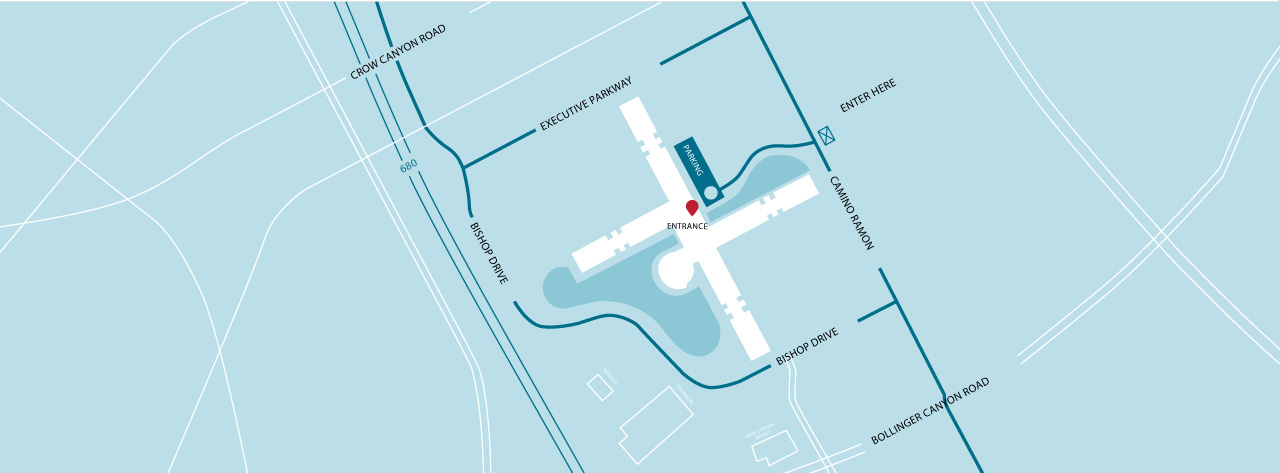 CROW CANYON ROAD
EXECUTIVE PARKWAY
ENTER HERE
PARKING
680
CAMINO RAMON
ENTRANCE
BISHOP DRIVE
BISHOP DRIVE
BOLLINGER CANYON ROAD